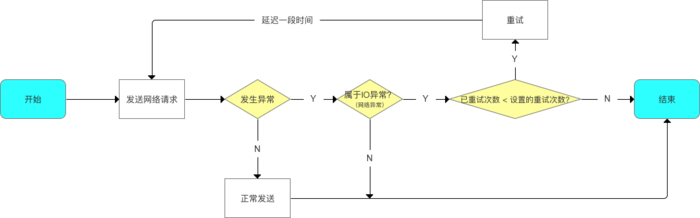 延迟一段时间
重试
Y
开始
发送网络请求
发生异常
Y
属于IO异常?
(网络异常)
Y
已重试次数 < 设置的重试次数?
N
结束
N
N
正常发送